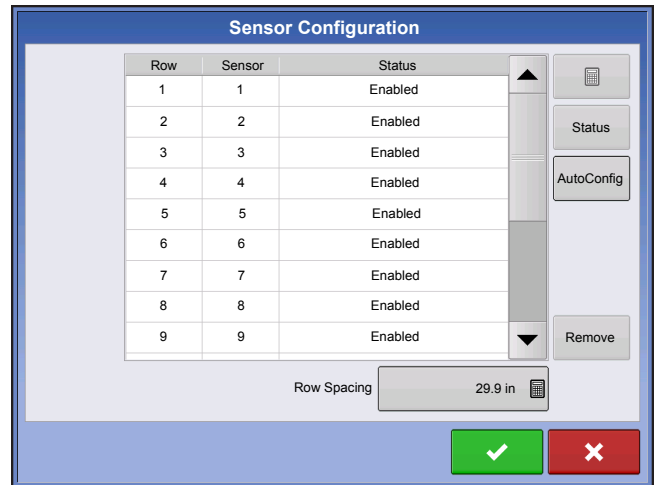 Sensor Configuration
Row Sensor Status
1 1 Enabled
2 2 Enabled
Status
3 3 Enabled
4 4 Enabled
AutoConfig
5 5 Enabled
6 6 Enabled
7 7 Enabled
8 8 Enabled
9 9 Enabled
Remove
Row Spacing 29.9 in